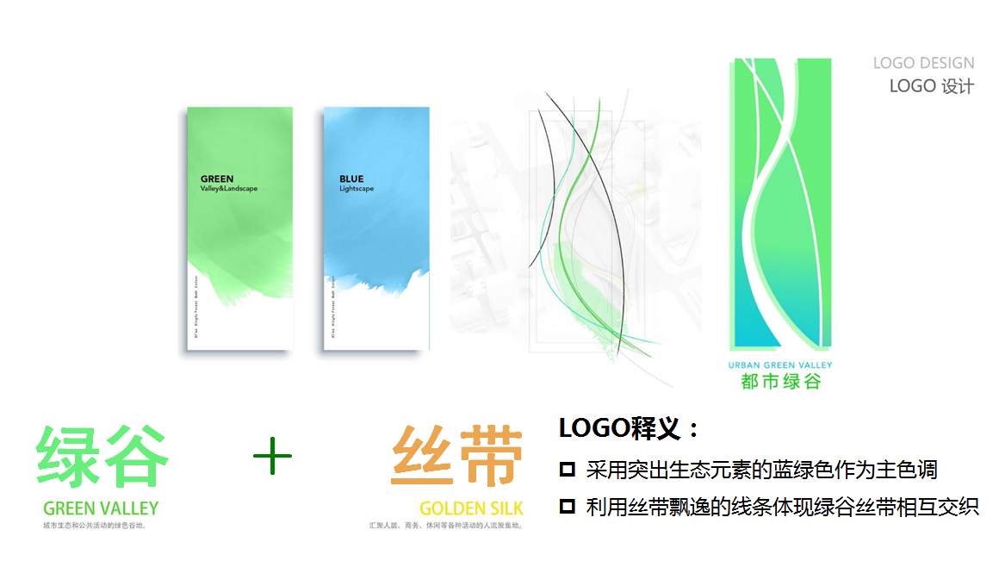 LOGO DESIGN
LOGO 设计
GREEN
Valley&Landscape
BLUE
Lightscape
URBAN GREEN VALLEY
都市绿谷
绿谷
+
丝带
GREEN VALLEY
城市生态和公共活动的绿色谷地。
GOLDEN SILK
汇聚人居、商务、休闲等各种活动的人流聚集地。
LOGO释义：
采用突出生态元素的蓝绿色作为主色调
利用丝带飘逸的线条体现绿谷丝带相互交织